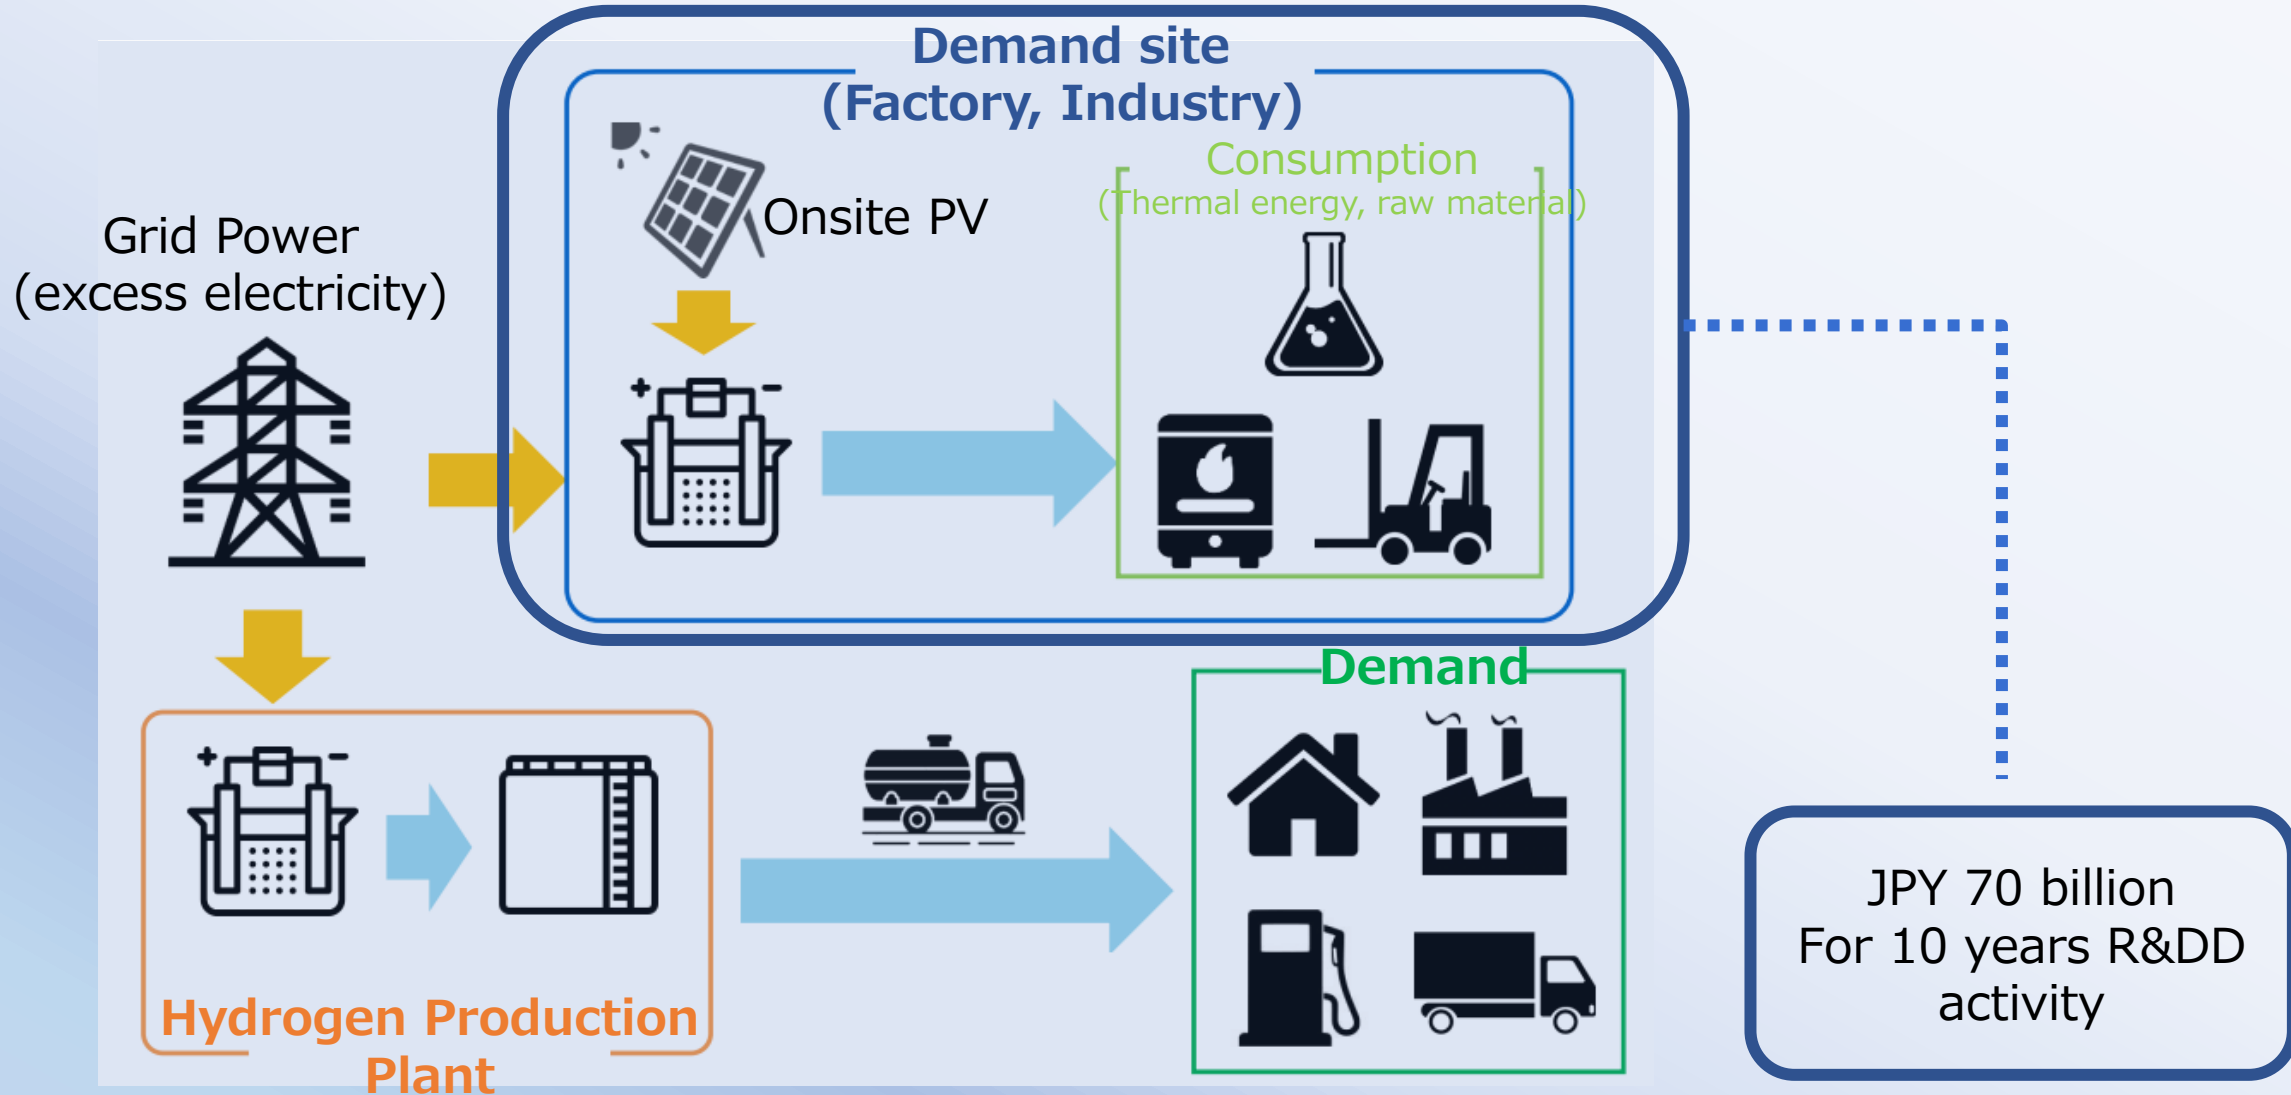 Demand site
(Factory, Industry)
Consumption
(Thermal energy, raw material)
Onsite PV
Grid Power
(excess electricity)
+ −
Demand
+ −
Hydrogen Production
Plant
JPY 70 billion
For 10 years R&DD
activity